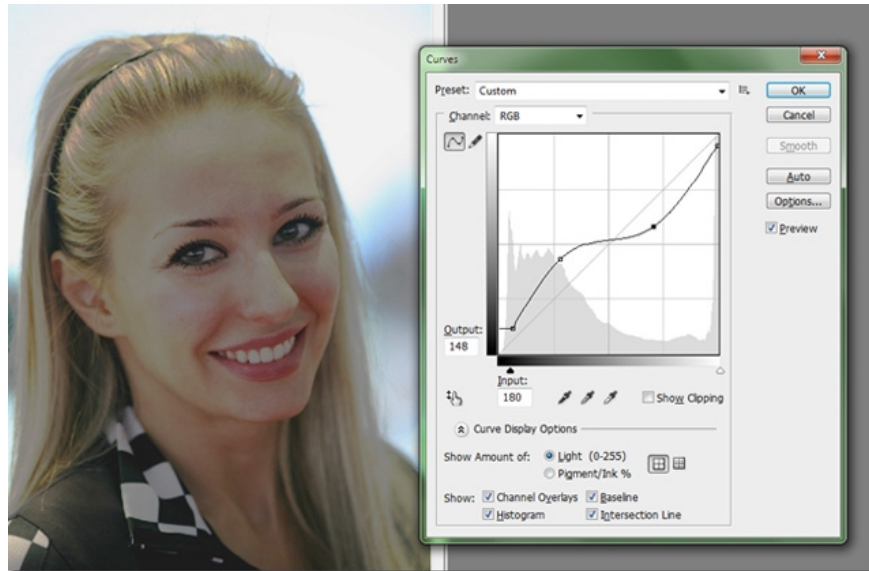 Curves
Preset: Custom
OK
Channel: RGB
Cancel
Smooth
Auto
Options...
Preview
Output:
148
Input:
180
Show Clipping
Curve Display Options
Show Amount of: Light (0-255)
Pigment/Ink %
Show: Channel Overlays Baseline
Histogram Intersection Line